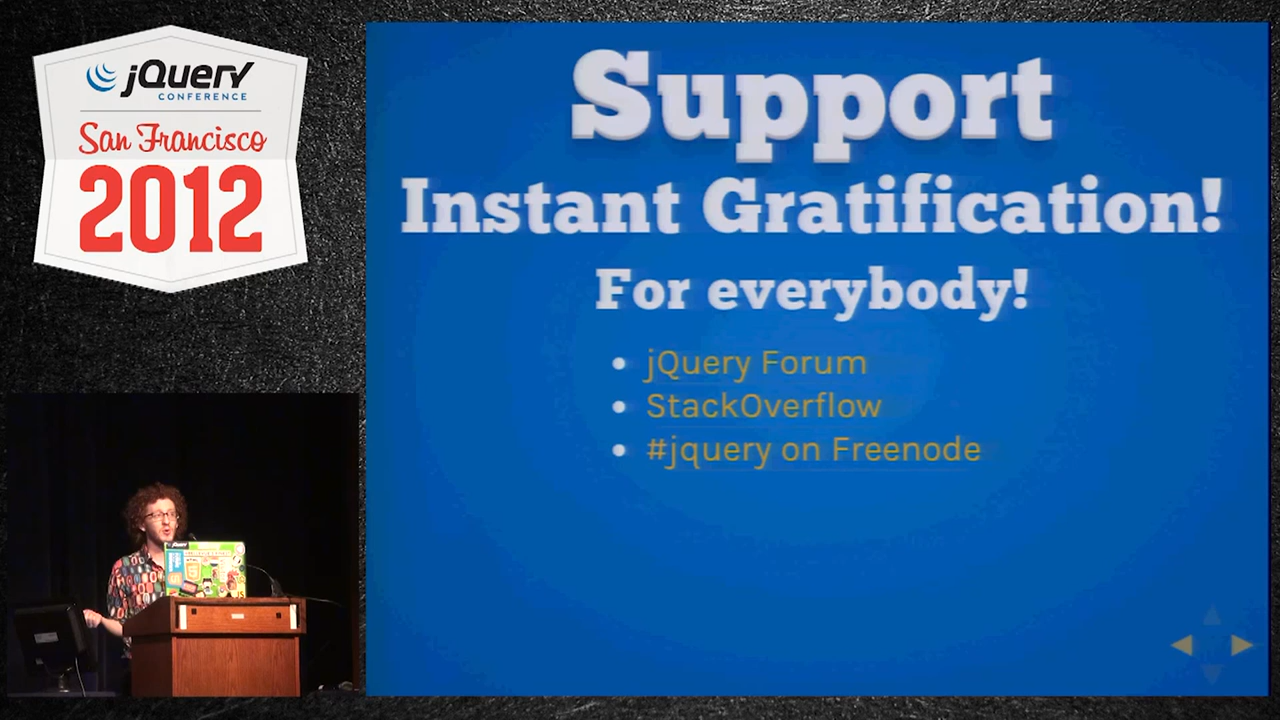 jQuery
CONFERENCE
San Francisco
2012
Support
Instant Gratification!
For everybody!
jQuery Forum
StackOverflow
#jquery on Freenode